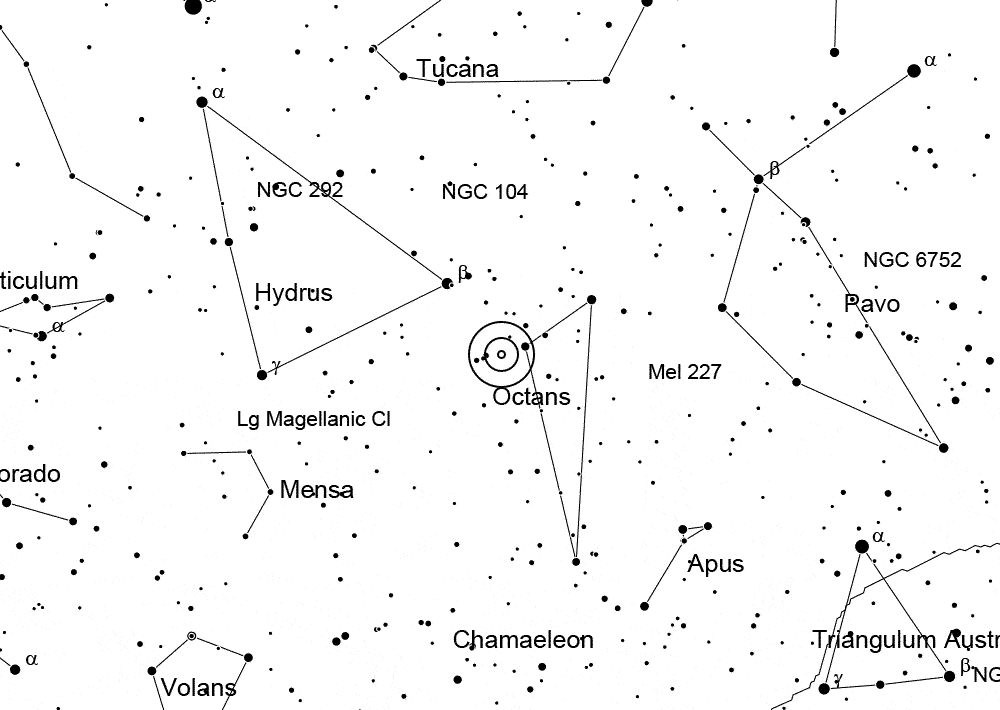 α
Tucana
α
α
β
NGC 292
NGC 104
NGC 6752
β
ticulum
Hydrus
Pavo
α
γ
Mel 227
Octans
Lg Magellanic Cl
orado
Mensa
α
Apus
Chamaeleon
Triangulum Austr
α
Volans
γ
β
NG